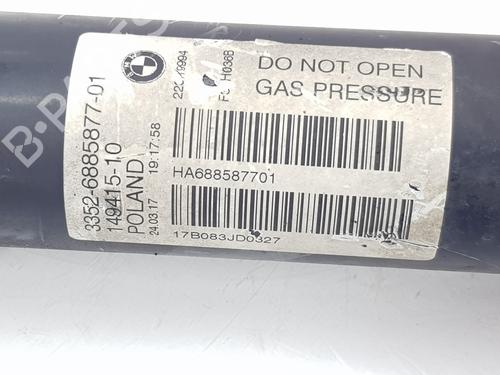 3352-6885877-01
149415-10
POLAND
24.03.17 19:17:58
DO NOT OPEN
GAS PRESSURE
HA688587701
17B083JD0327